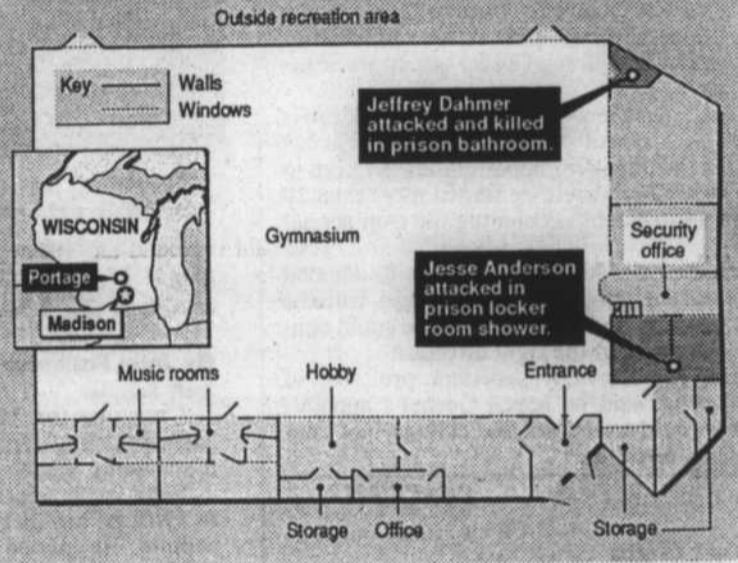 Outside recreation area
Key
Walls
Windows
Jeffrey Dahmer
attacked and killed
in prison bathroom.
WISCONSIN
Portage
Madison
Gymnasium
Security
office
Jesse Anderson
attacked in
prison locker
room shower.
Music rooms
Hobby
Entrance
Storage
Office
Storage